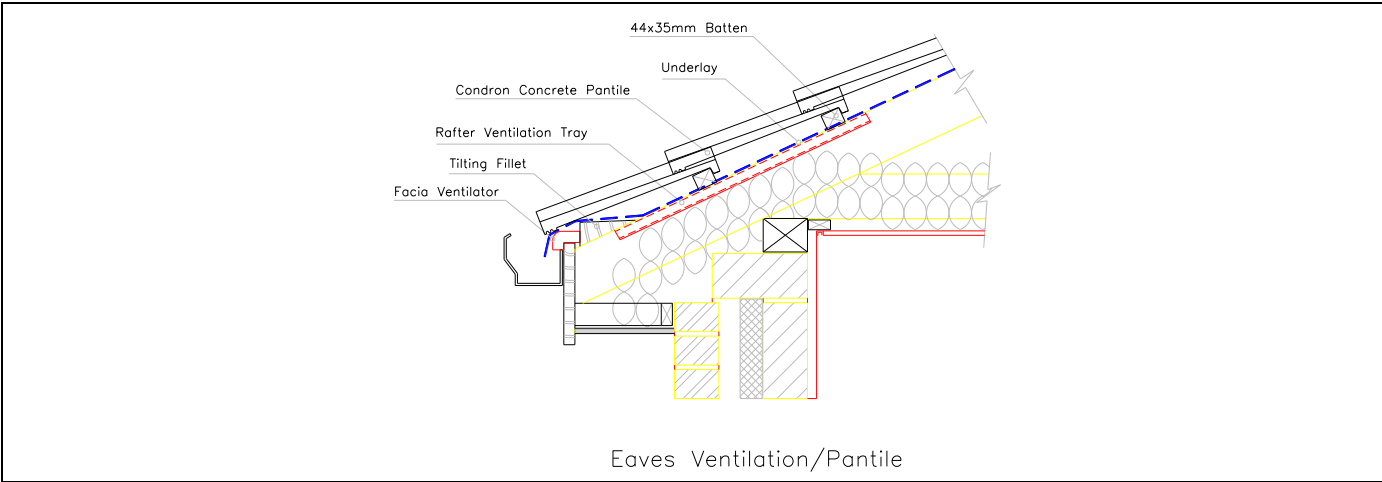 44x35mm Batten
Underlay
Condron Concrete Pantile
Rafter Ventilation Tray
Tilting Fillet
Facia Ventilator
Eaves Ventilation/Pantile